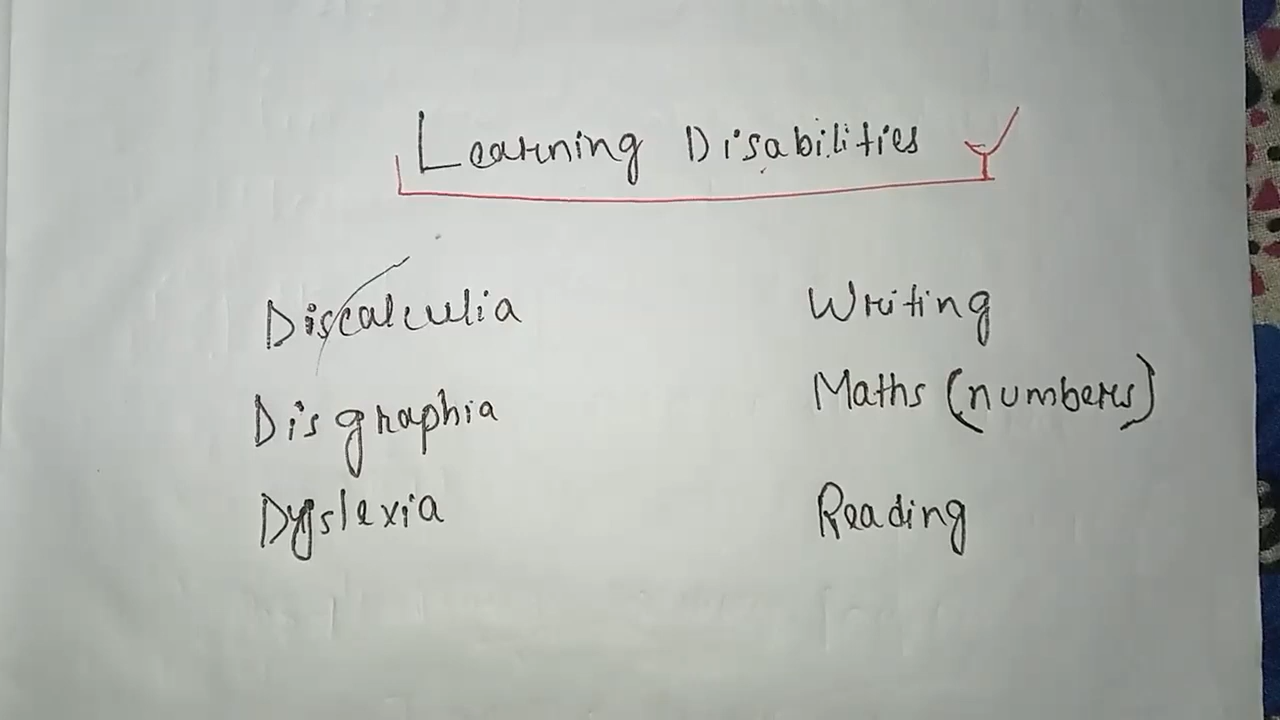 Learning Disabilities
Discalculia Writing
Disgraphia Maths (numbers)
Dyslexia Reading